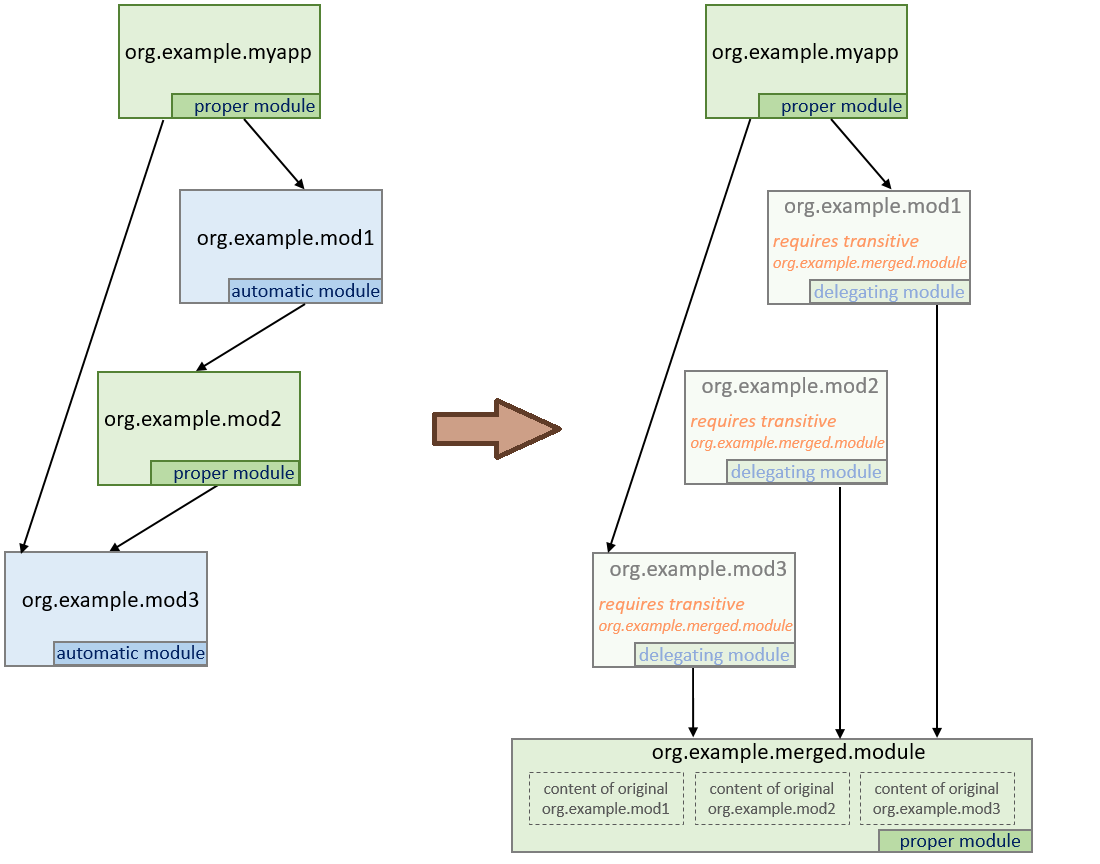 org.example.myapp
proper module
org.example.mod1
automatic module
org.example.mod2
proper module
org.example.mod3
automatic module
org.example.myapp
proper module
org.example.mod1
requires transitive
org.example.merged.module
delegating module
org.example.mod2
requires transitive
org.example.merged.module
delegating module
org.example.mod3
requires transitive
org.example.merged.module
delegating module
org.example.merged.module
content of original
org.example.mod1
content of original
org.example.mod2
content of original
org.example.mod3
proper module